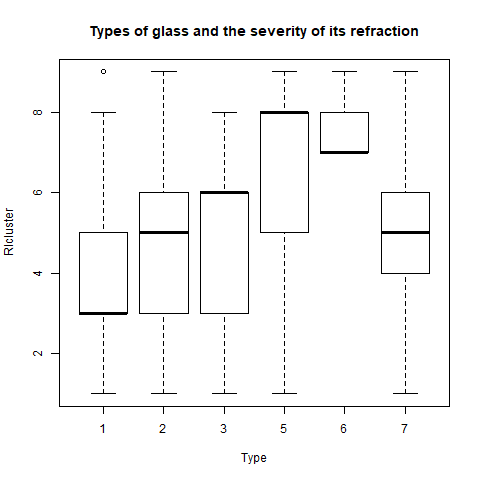 Types of glass and the severity of its refraction
RIcluster
8
6
4
2
1 2 3 5 6 7
Type